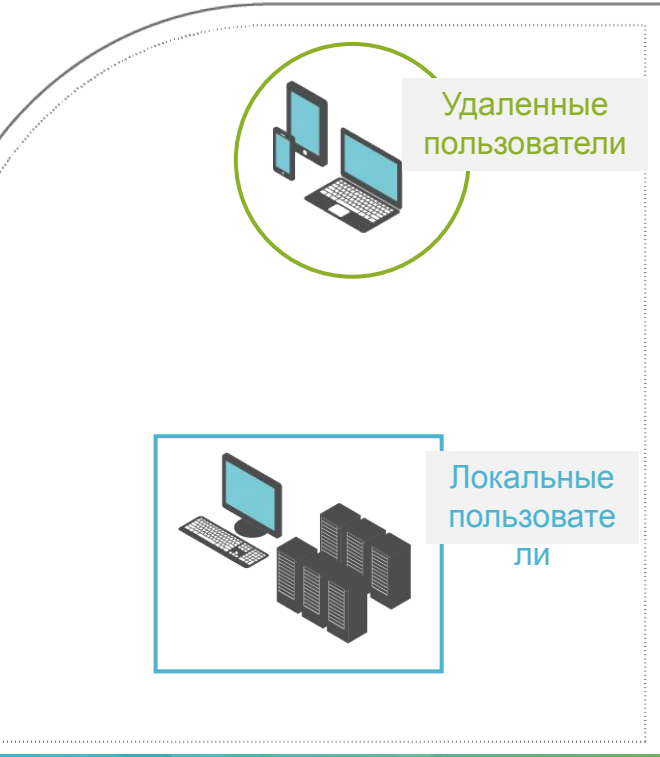 Удаленные
пользователи
Локальные
пользовате
ли